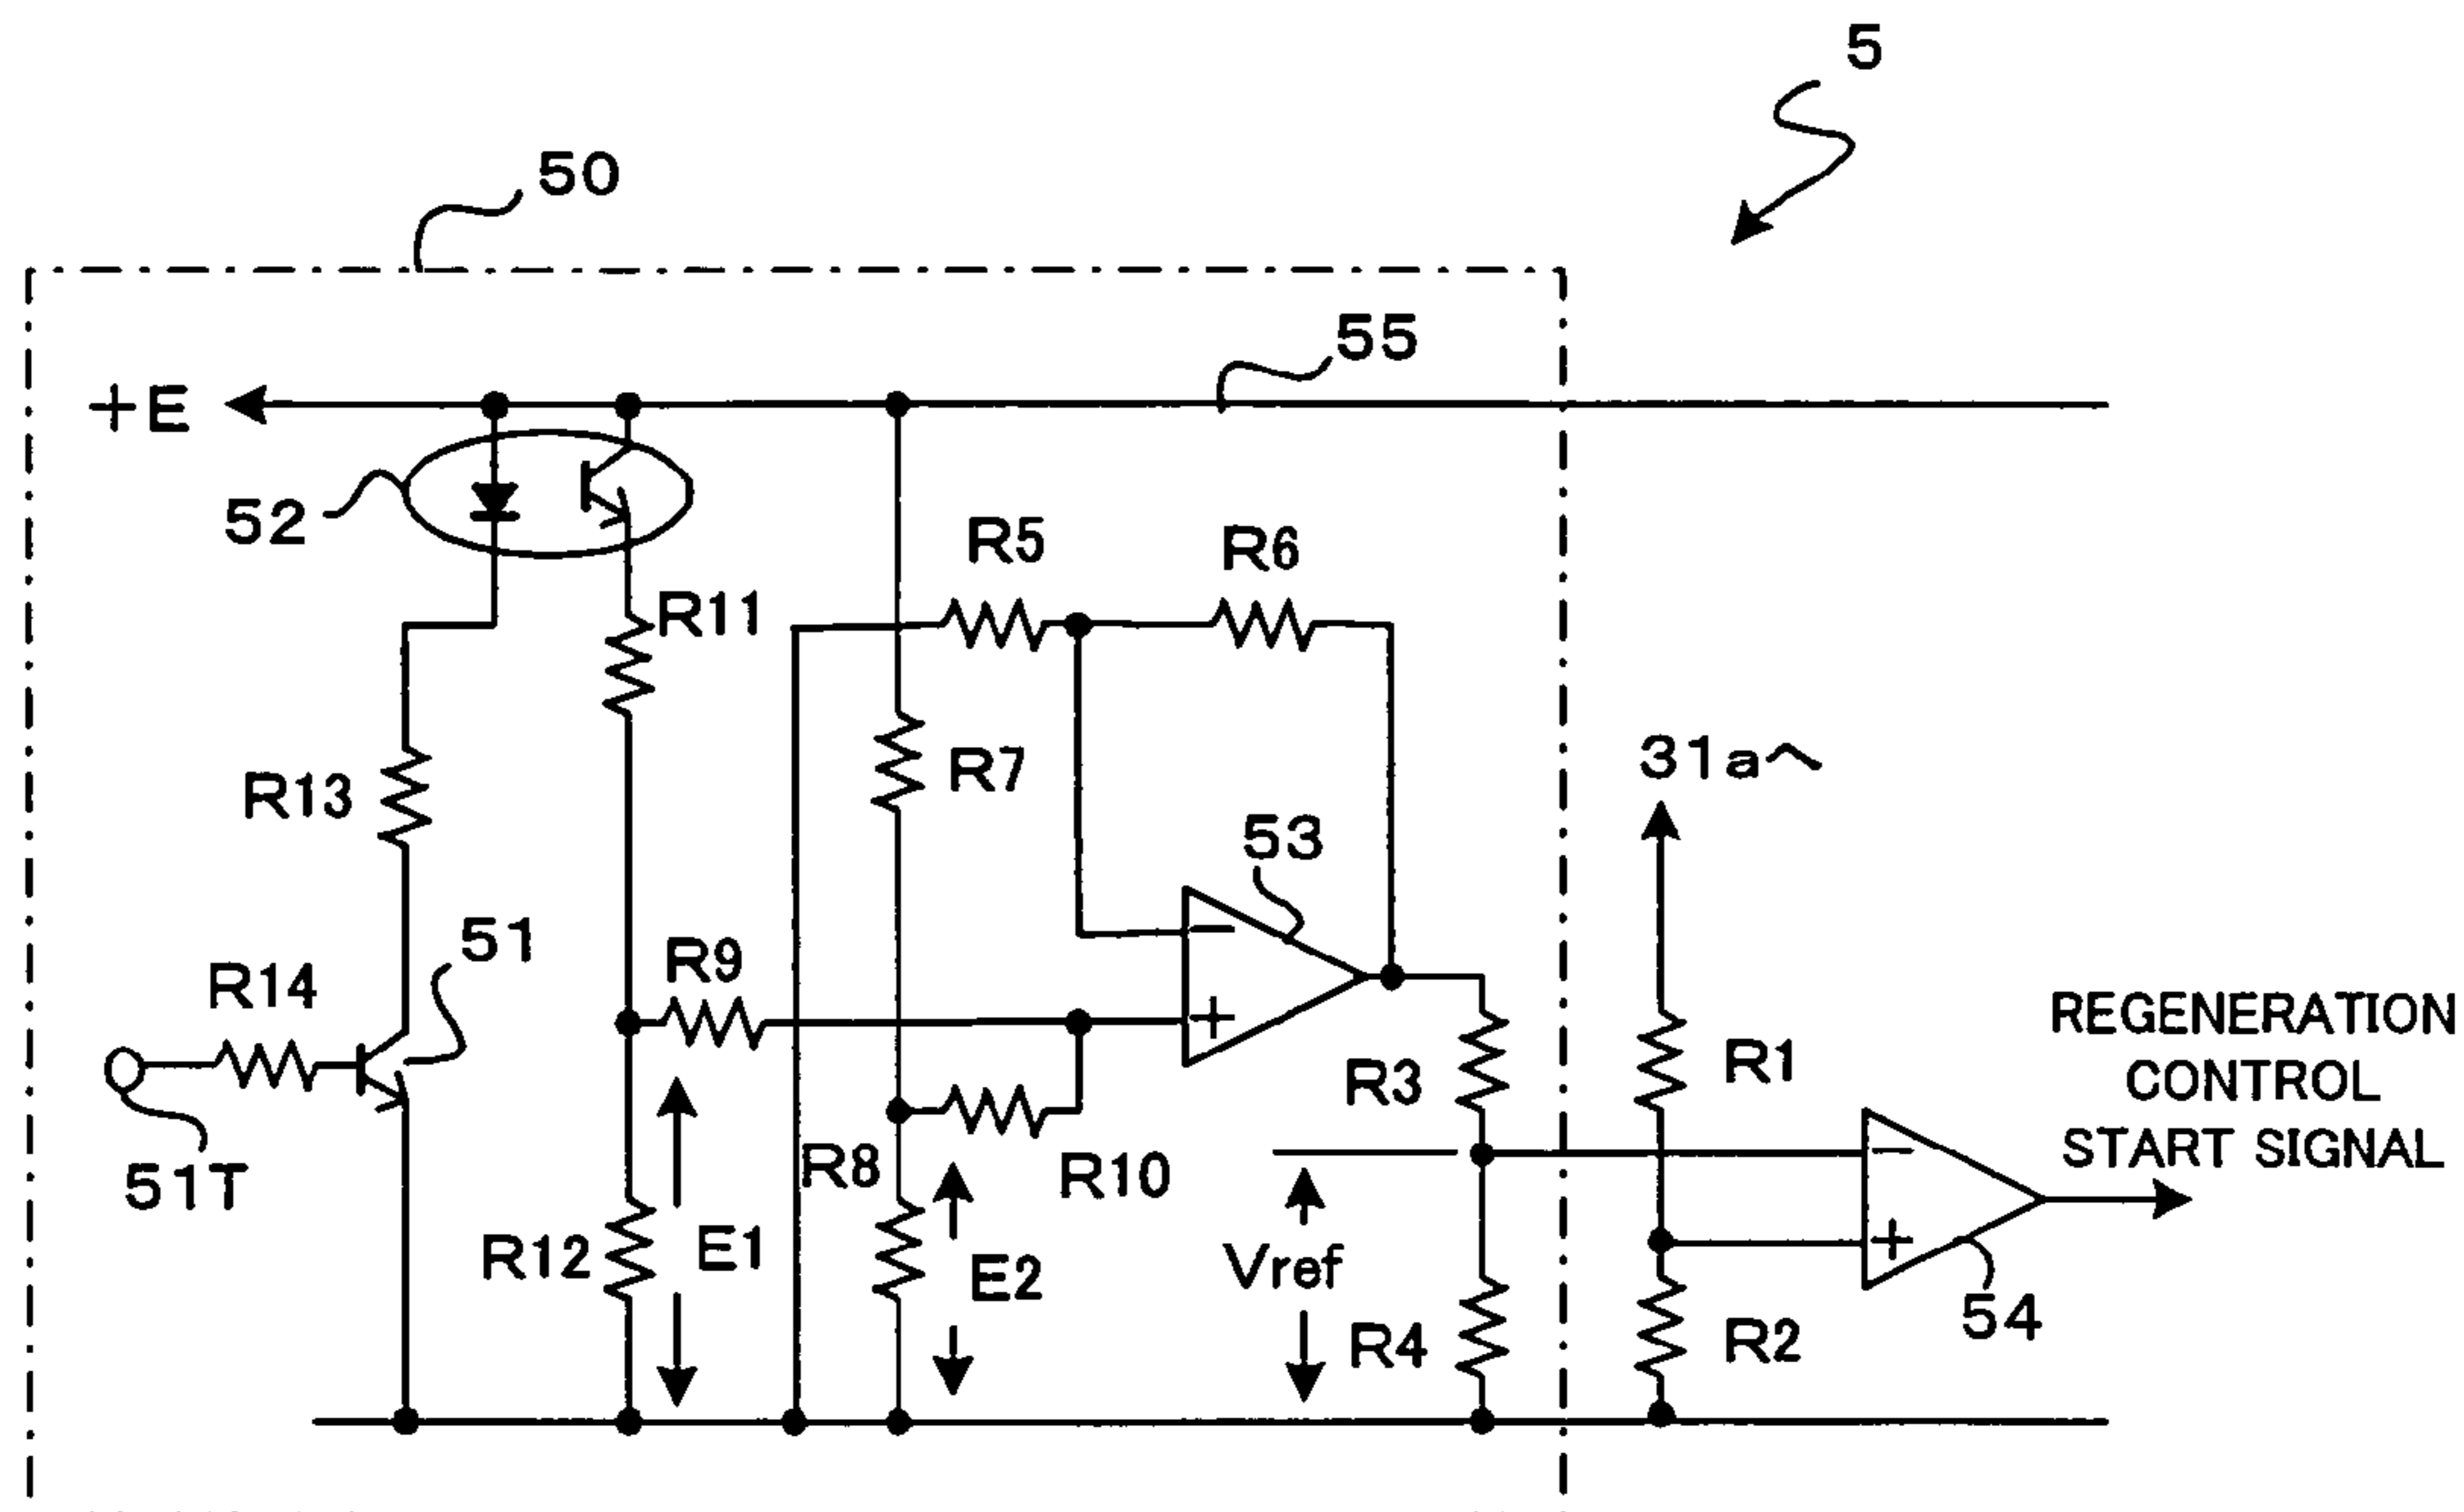 5
50
55
+E
52
R5
R6
R11
R7
31a へ
R13
53
51
R9
R14
R1
REGENERATION
CONTROL
START SIGNAL
R3
51T
R8
R10
R12
E1
E2
Vref
R4
R2
54
−
+
−
+